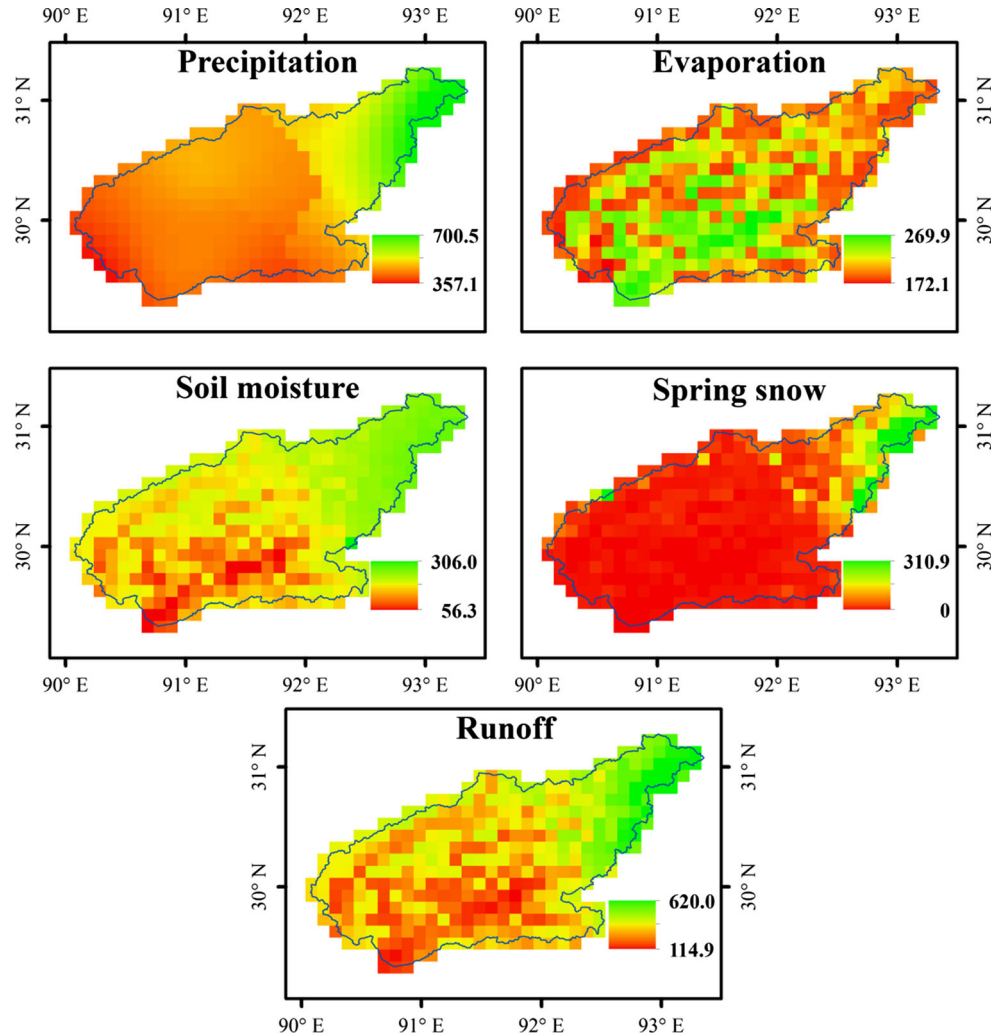 90° E 91° E 92° E 93° E 90° E 91° E 92° E 93° E
Precipitation
31° N
30° N
700.5
357.1
Evaporation
31° N
30° N
269.9
172.1
Soil moisture
31° N
30° N
306.0
56.3
Spring snow
31° N
30° N
310.9
0
90° E 91° E 92° E 93° E 90° E 91° E 92° E 93° E
Runoff
31° N
30° N
31° N
30° N
620.0
114.9
90° E 91° E 92° E 93° E